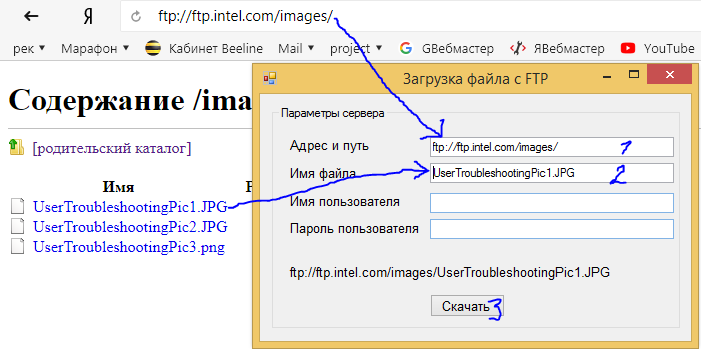 Я ftp://ftp.intel.com/images/
рек Марафон Кабинет Beeline Mail project GВебмастер ЯВебмастер YouTube
Загрузка файла с FTP
Содержание /ima
Параметры сервера
[родительский каталог]
Адрес и путь ftp://ftp.intel.com/images/ 1
Имя файла UserTroubleshootingPic1.JPG 2
Имя
UserTroubleshootingPic1.JPG
Имя пользователя
UserTroubleshootingPic2.JPG
Пароль пользователя
UserTroubleshootingPic3.png
ftp://ftp.intel.com/images/UserTroubleshootingPic1.JPG
Скачать 3